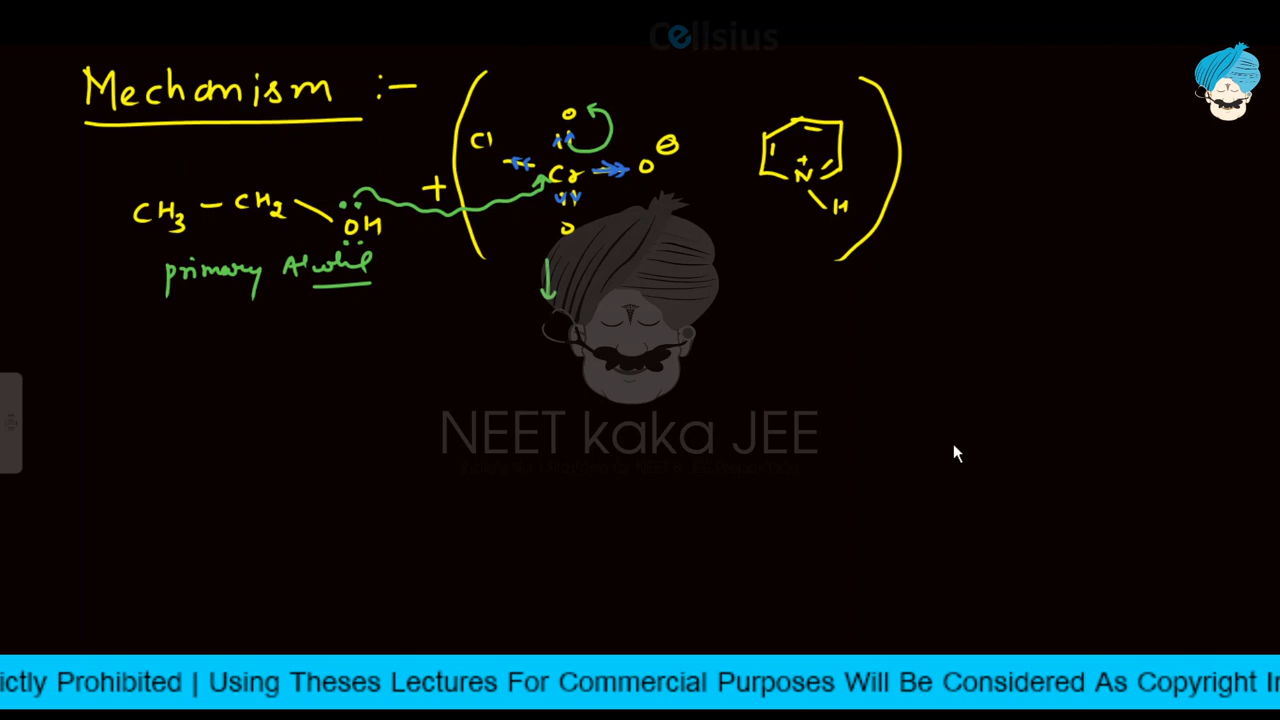 Cellsius
Mechanism :-
Cl
O
Cr
O ⊖
O
+
N
+
H
CH3 - CH2
OH
primary Alcohol
NEET kaka JEE
ictly Prohibited | Using Theses Lectures For Commercial Purposes Will Be Considered As Copyright In